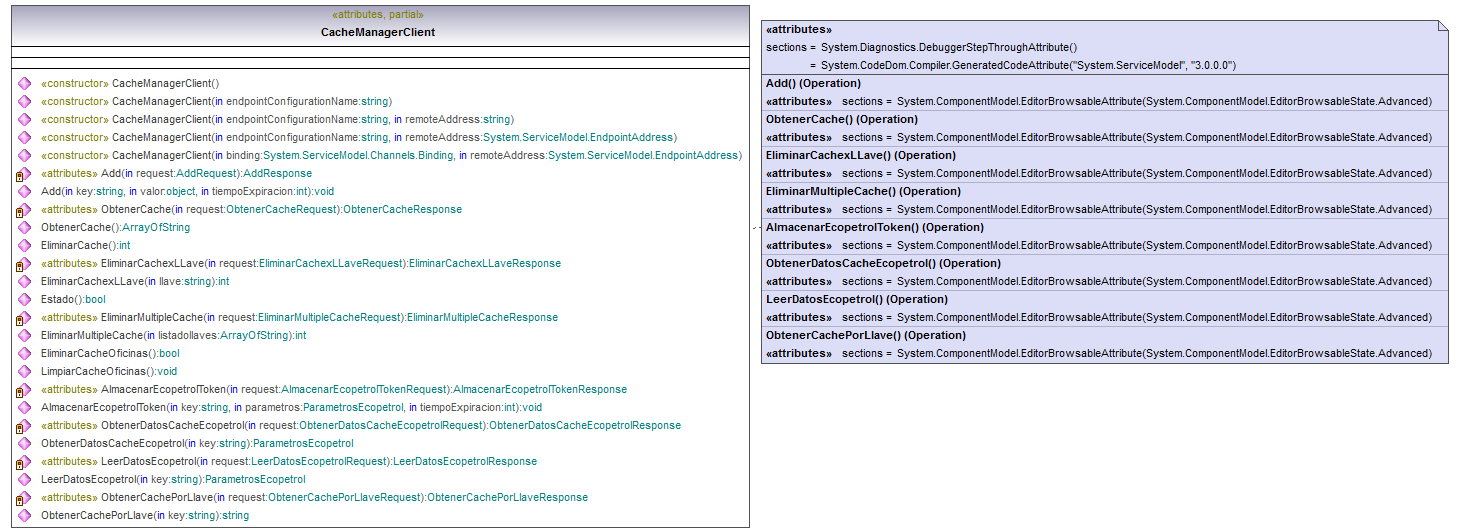 «attributes, partial»
CacheManagerClient
«constructor» CacheManagerClient()
«constructor» CacheManagerClient(in endpointConfigurationName:string)
«constructor» CacheManagerClient(in endpointConfigurationName:string, in remoteAddress:string)
«constructor» CacheManagerClient(in endpointConfigurationName:string, in remoteAddress:System.ServiceModel.EndpointAddress)
«constructor» CacheManagerClient(in binding:System.ServiceModel.Channels.Binding, in remoteAddress:System.ServiceModel.EndpointAddress)
«attributes» Add(in request:AddRequest):AddResponse
Add(in key:string, in valor:object, in tiempoExpiracion:int):void
«attributes» ObtenerCache(in request:ObtenerCacheRequest):ObtenerCacheResponse
ObtenerCache():ArrayOfString
EliminarCache():int
«attributes» EliminarCachexLLave(in request:EliminarCachexLLaveRequest):EliminarCachexLLaveResponse
EliminarCachexLLave(in llave:string):int
Estado():bool
«attributes» EliminarMultipleCache(in request:EliminarMultipleCacheRequest):EliminarMultipleCacheResponse
EliminarMultipleCache(in listadollaves:ArrayOfString):int
EliminarCacheOficinas():bool
LimpiarCacheOficinas():void
«attributes» AlmacenarEcopetrolToken(in request:AlmacenarEcopetrolTokenRequest):AlmacenarEcopetrolTokenResponse
AlmacenarEcopetrolToken(in key:string, in parametros:ParametrosEcopetrol, in tiempoExpiracion:int):void
«attributes» ObtenerDatosCacheEcopetrol(in request:ObtenerDatosCacheEcopetrolRequest):ObtenerDatosCacheEcopetrolResponse
ObtenerDatosCacheEcopetrol(in key:string):ParametrosEcopetrol
«attributes» LeerDatosEcopetrol(in request:LeerDatosEcopetrolRequest):LeerDatosEcopetrolResponse
LeerDatosEcopetrol(in key:string):ParametrosEcopetrol
«attributes» ObtenerCachePorLlave(in request:ObtenerCachePorLlaveRequest):ObtenerCachePorLlaveResponse
ObtenerCachePorLlave(in key:string):string
«attributes»
sections = System.Diagnostics.DebuggerStepThroughAttribute()
= System.CodeDom.Compiler.GeneratedCodeAttribute("System.ServiceModel", "3.0.0.0")
Add() (Operation)
«attributes» sections = System.ComponentModel.EditorBrowsableAttribute(System.ComponentModel.EditorBrowsableState.Advanced)
ObtenerCache() (Operation)
«attributes» sections = System.ComponentModel.EditorBrowsableAttribute(System.ComponentModel.EditorBrowsableState.Advanced)
EliminarCachexLLave() (Operation)
«attributes» sections = System.ComponentModel.EditorBrowsableAttribute(System.ComponentModel.EditorBrowsableState.Advanced)
EliminarMultipleCache() (Operation)
«attributes» sections = System.ComponentModel.EditorBrowsableAttribute(System.ComponentModel.EditorBrowsableState.Advanced)
AlmacenarEcopetrolToken() (Operation)
«attributes» sections = System.ComponentModel.EditorBrowsableAttribute(System.ComponentModel.EditorBrowsableState.Advanced)
ObtenerDatosCacheEcopetrol() (Operation)
«attributes» sections = System.ComponentModel.EditorBrowsableAttribute(System.ComponentModel.EditorBrowsableState.Advanced)
LeerDatosEcopetrol() (Operation)
«attributes» sections = System.ComponentModel.EditorBrowsableAttribute(System.ComponentModel.EditorBrowsableState.Advanced)
ObtenerCachePorLlave() (Operation)
«attributes» sections = System.ComponentModel.EditorBrowsableAttribute(System.ComponentModel.EditorBrowsableState.Advanced)